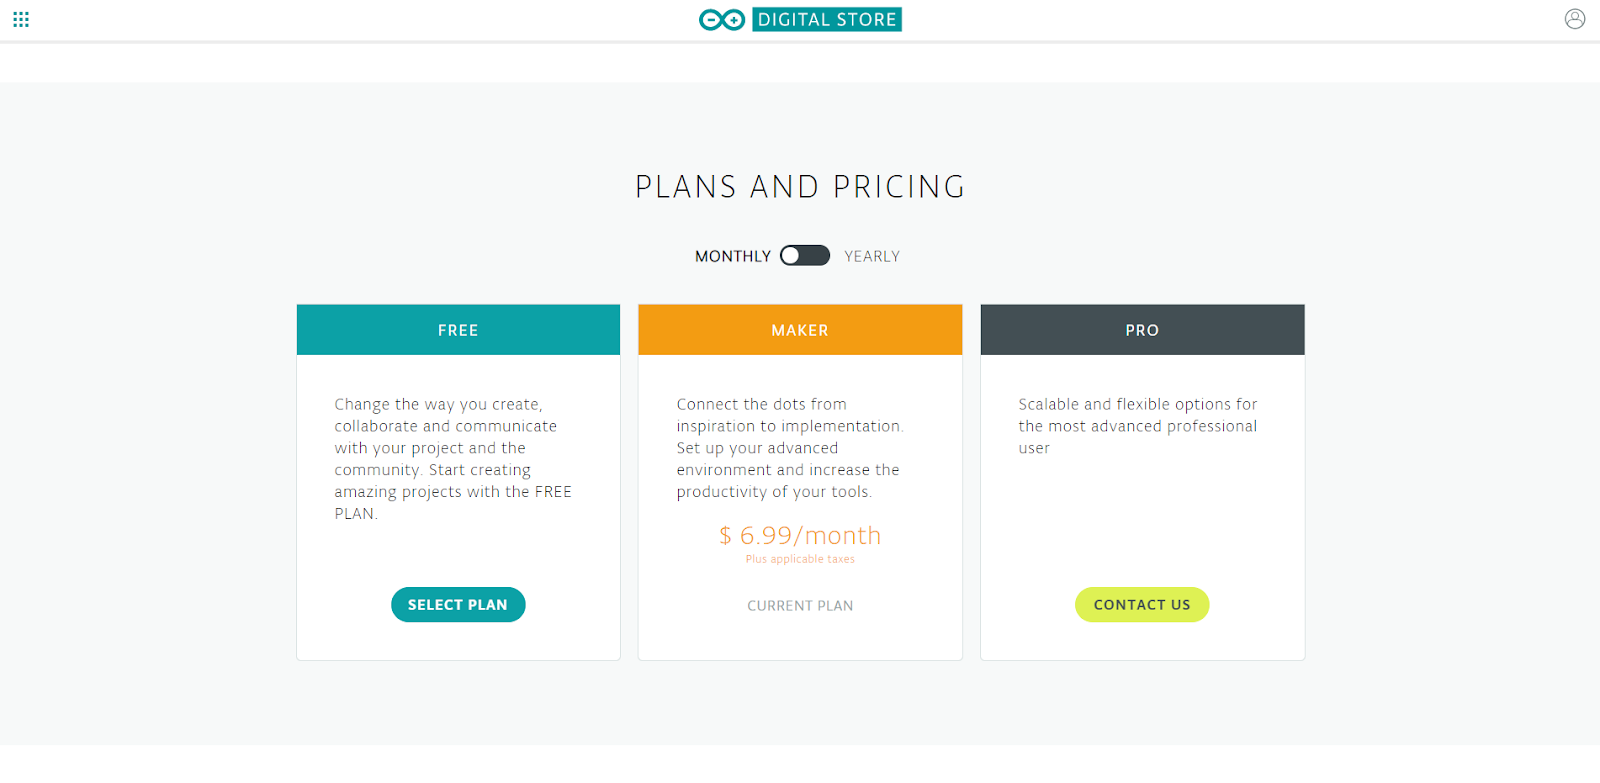 DIGITAL STORE
PLANS AND PRICING
MONTHLY YEARLY
FREE
Change the way you create,
collaborate and communicate
with your project and the
community. Start creating
amazing projects with the FREE
PLAN.
SELECT PLAN
MAKER
Connect the dots from
inspiration to implementation.
Set up your advanced
environment and increase the
productivity of your tools.
$ 6.99/month
Plus applicable taxes
CURRENT PLAN
PRO
Scalable and flexible options for
the most advanced professional
user
CONTACT US